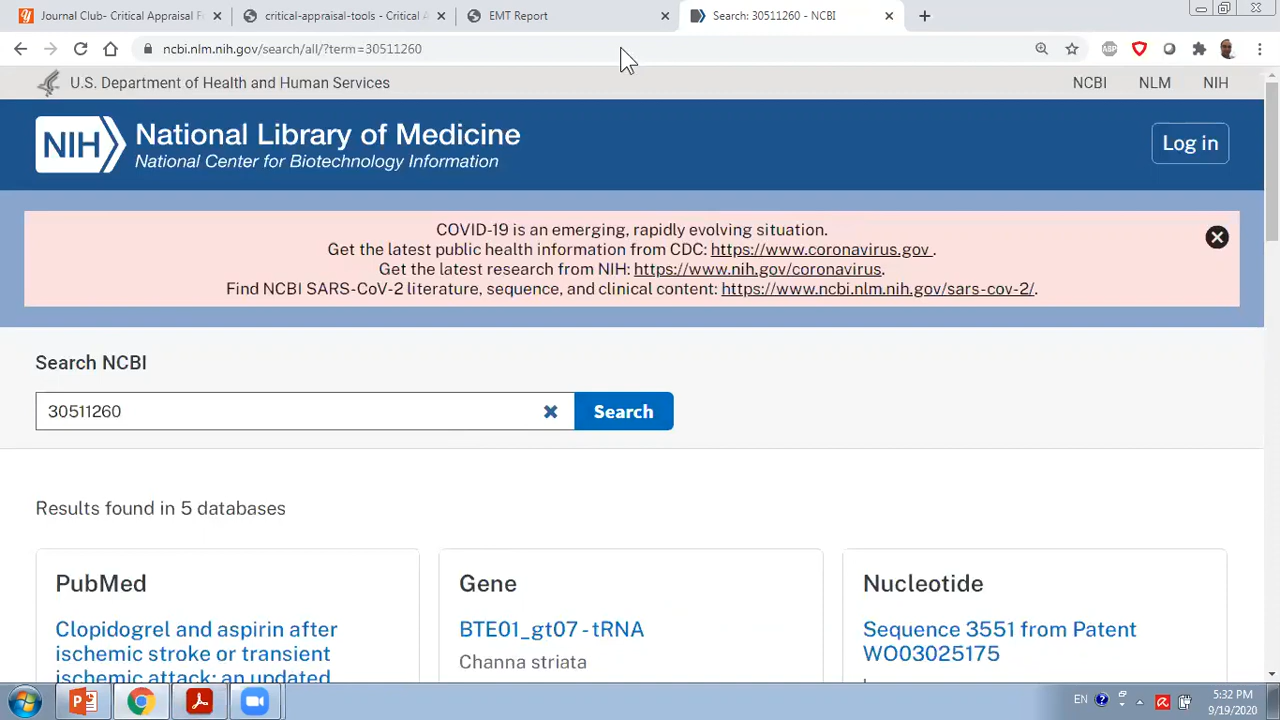 Journal Club- Critical Appraisal F
critical-appraisal-tools - Critical A
EMT Report
Search: 30511260 - NCBI
ncbi.nlm.nih.gov/search/all/?term=30511260
ABP
U.S. Department of Health and Human Services
NCBI NLM NIH
NIH National Library of Medicine
National Center for Biotechnology Information
Log in
COVID-19 is an emerging, rapidly evolving situation.
Get the latest public health information from CDC: https://www.coronavirus.gov .
Get the latest research from NIH: https://www.nih.gov/coronavirus.
Find NCBI SARS-CoV-2 literature, sequence, and clinical content: https://www.ncbi.nlm.nih.gov/sars-cov-2/.
Search NCBI
30511260
Search
Results found in 5 databases
PubMed
Clopidogrel and aspirin after
ischemic stroke or transient
ischemic attack: an updated
Gene
BTE01_gt07 - tRNA
Channa striata
Nucleotide
Sequence 3551 from Patent
WO03025175
EN
5:32 PM
9/19/2020